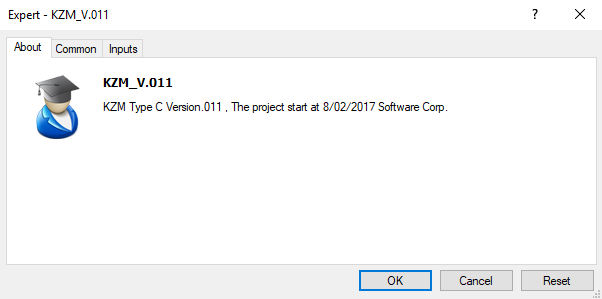 Expert - KZM_V.011
?
About Common Inputs
KZM_V.011
KZM Type C Version.011 , The project start at 8/02/2017 Software Corp.
OK Cancel Reset